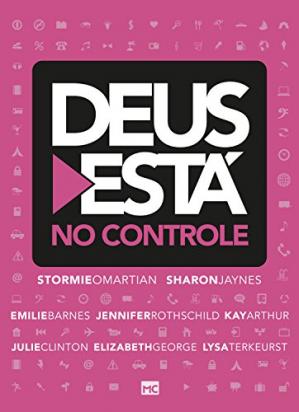 DEUS
ESTÁ
NO CONTROLE
STORMIEOMARTIAN SHARONJAYNES
EMILIEBARNES JENNIFERROTHSCHILD KAYARTHUR
JULIECLINTON ELIZABETHGEORGE LYSATERKEURST
MC